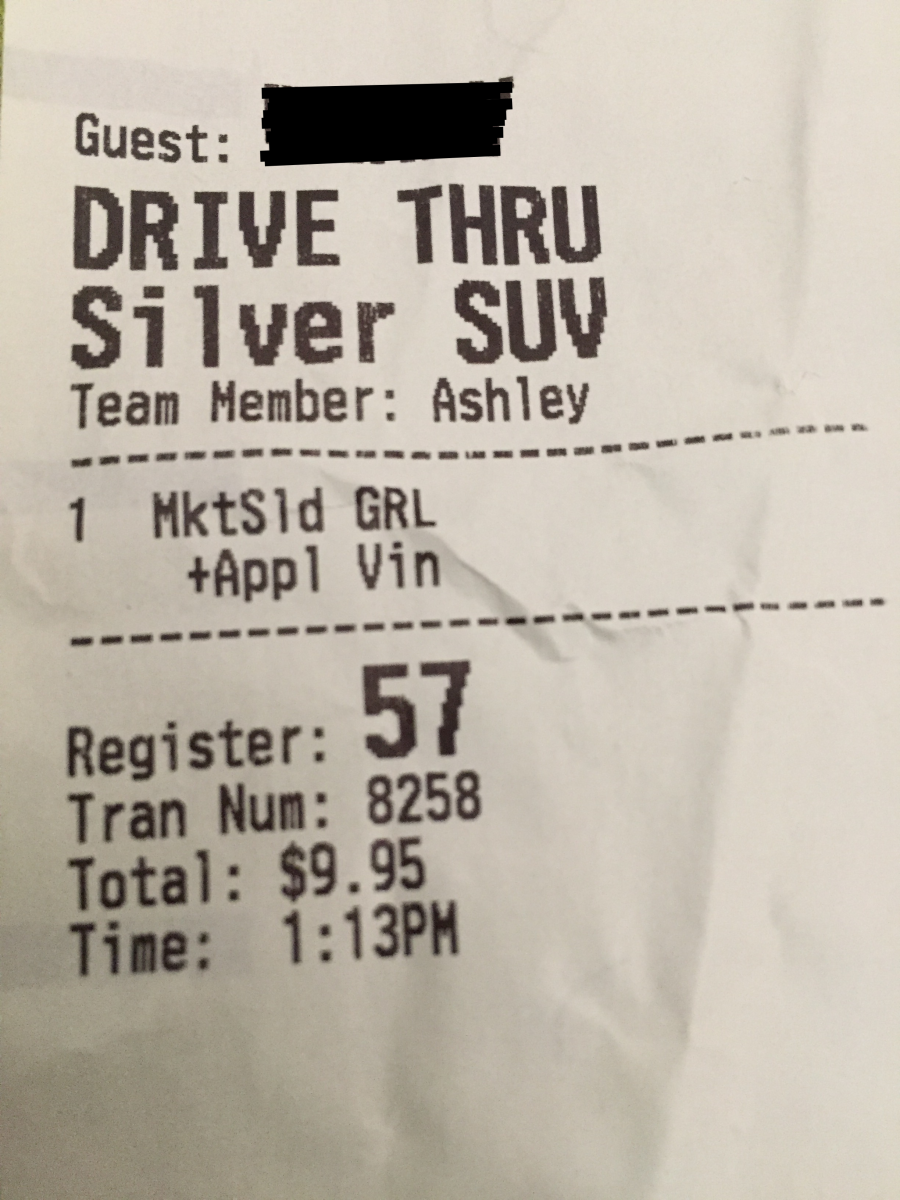 Guest:
DRIVE THRU
Silver SUV
Team Member: Ashley
1 MktSld GRL
+Appl Vin
Register: 57
Tran Num: 8258
Total: $9.95
Time: 1:13PM